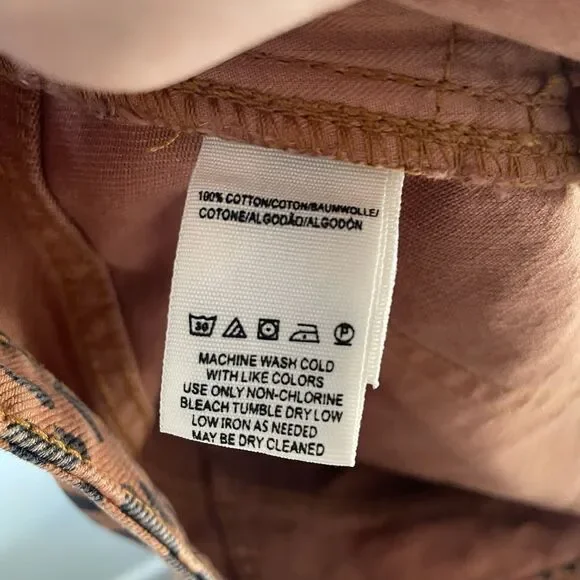 100% COTTON/COTON/BAUMWOLLE/
COTONE/ALGODÃO/ALGODÓN
30 P
MACHINE WASH COLD
WITH LIKE COLORS
USE ONLY NON-CHLORINE
BLEACH TUMBLE DRY LOW
LOW IRON AS NEEDED
MAY BE DRY CLEANED